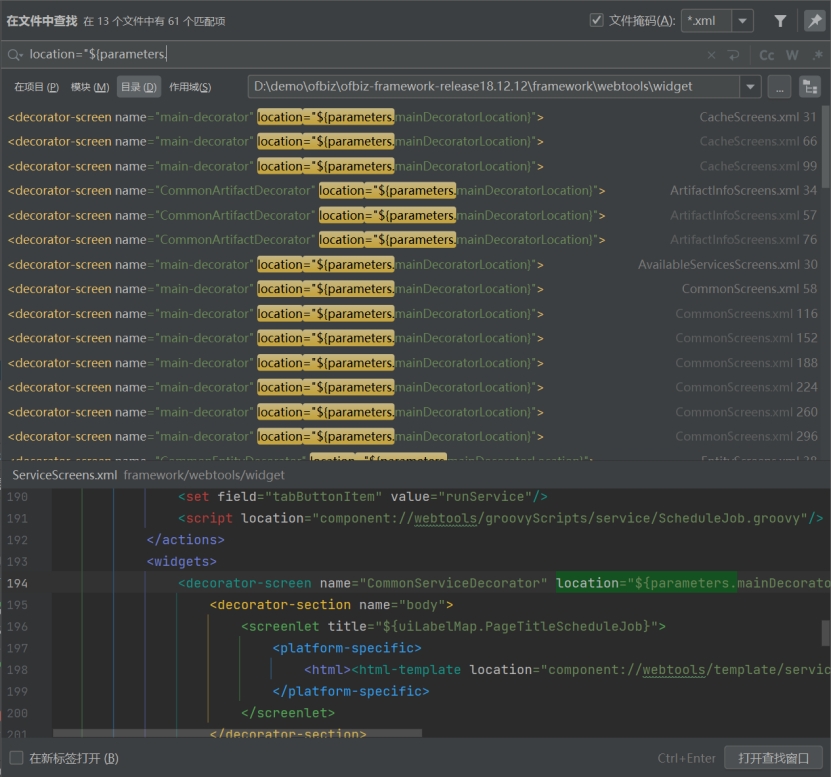 在文件中查找 在 13 个文件中有 61 个匹配项 文件掩码(A): *.xml
location="${parameters. Cc W .*
在项目 (P) 模块 (M) 目录 (D) 作用域(S) D:\demo\ofbiz\ofbiz-framework-release18.12.12\framework\webtools\widget ...
<decorator-screen name="main-decorator" location="${parameters.mainDecoratorLocation}"> CacheScreens.xml 31
<decorator-screen name="main-decorator" location="${parameters.mainDecoratorLocation}"> CacheScreens.xml 66
<decorator-screen name="main-decorator" location="${parameters.mainDecoratorLocation}"> CacheScreens.xml 99
<decorator-screen name="CommonArtifactDecorator" location="${parameters.mainDecoratorLocation}"> ArtifactInfoScreens.xml 34
<decorator-screen name="CommonArtifactDecorator" location="${parameters.mainDecoratorLocation}"> ArtifactInfoScreens.xml 57
<decorator-screen name="CommonArtifactDecorator" location="${parameters.mainDecoratorLocation}"> ArtifactInfoScreens.xml 76
<decorator-screen name="main-decorator" location="${parameters.mainDecoratorLocation}"> AvailableServicesScreens.xml 30
<decorator-screen name="main-decorator" location="${parameters.mainDecoratorLocation}"> CommonScreens.xml 58
<decorator-screen name="main-decorator" location="${parameters.mainDecoratorLocation}"> CommonScreens.xml 116
<decorator-screen name="main-decorator" location="${parameters.mainDecoratorLocation}"> CommonScreens.xml 152
<decorator-screen name="main-decorator" location="${parameters.mainDecoratorLocation}"> CommonScreens.xml 188
<decorator-screen name="main-decorator" location="${parameters.mainDecoratorLocation}"> CommonScreens.xml 224
<decorator-screen name="main-decorator" location="${parameters.mainDecoratorLocation}"> CommonScreens.xml 260
<decorator-screen name="main-decorator" location="${parameters.mainDecoratorLocation}"> CommonScreens.xml 296
<decorator-screen name="CommonEntityDecorator" location="${parameters.mainDecoratorLocation}">
ServiceScreens.xml framework/webtools/widget
190 <set field="tabButtonItem" value="runService"/>
191 <script location="component://webtools/groovyScripts/service/ScheduleJob.groovy"/>
192 </actions>
193 <widgets>
194 <decorator-screen name="CommonServiceDecorator" location="${parameters.mainDecorato
195 <decorator-section name="body">
196 <screenlet title="${uiLabelMap.PageTitleScheduleJob}">
197 <platform-specific>
198 <html><html-template location="component://webtools/template/servic
199 </platform-specific>
200 </screenlet>
201 </decorator-section>
在新标签打开 (B) Ctrl+Enter 打开查找窗口